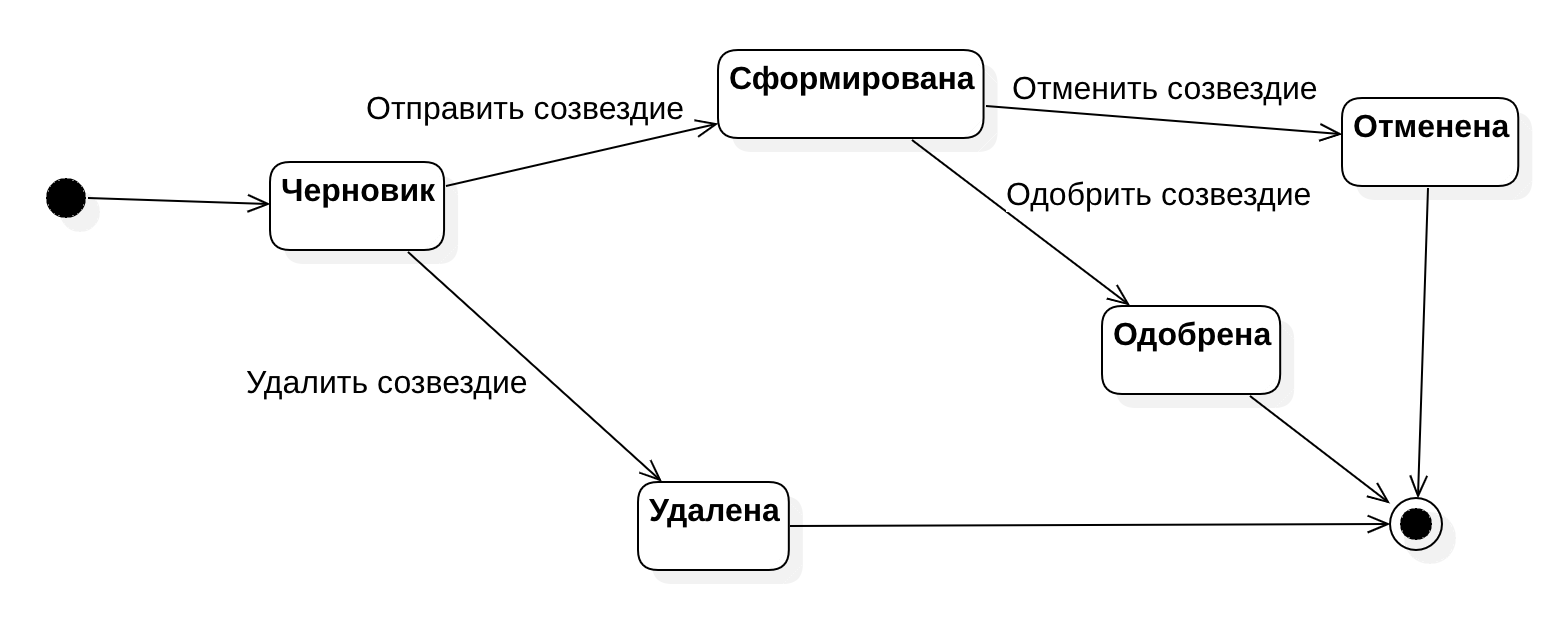 Сформирована
Отменить созвездие
Отправить созвездие
Отменена
Черновик
Одобрить созвездие
Одобрена
Удалить созвездие
Удалена